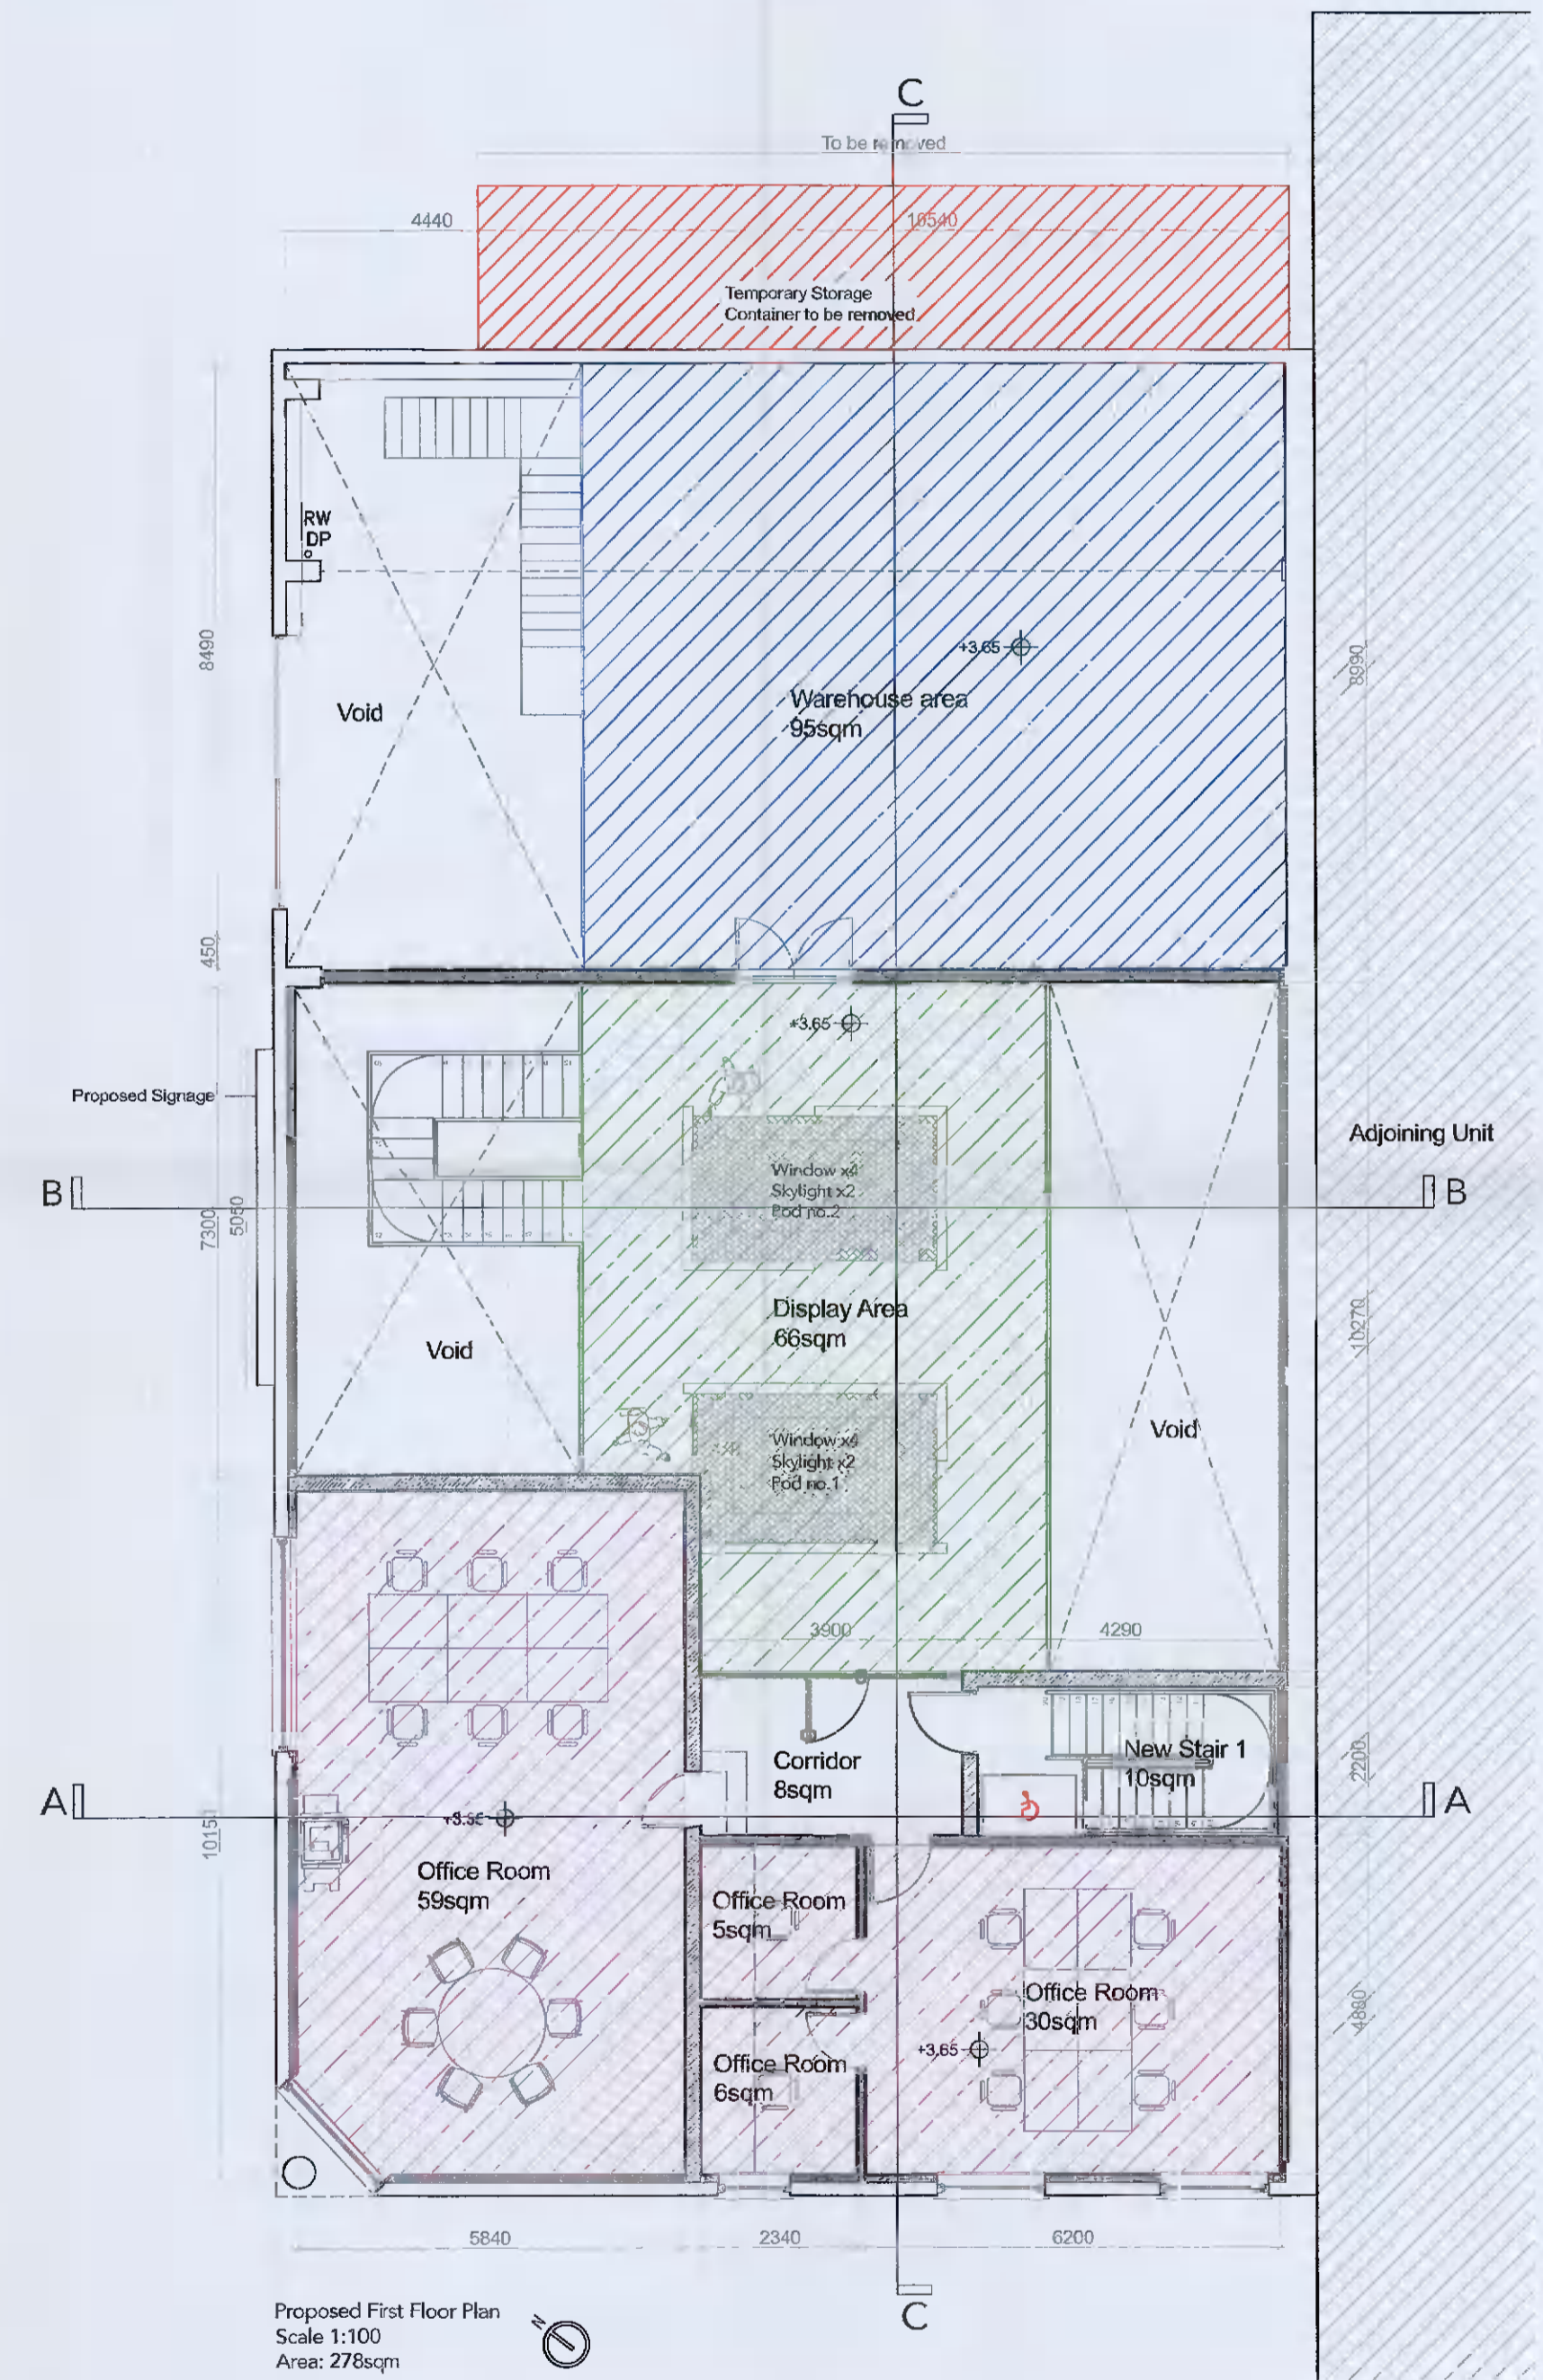 C
To be removed
4440
10540
Temporary Storage
Container to be removed.
RW
DP
8490
8990
+3.65
Void
Warehouse area
95sqm
450
+3.65
Proposed Signage
Adjoining Unit
Window x4
Skylight x2
Pod no.2
B
B
7300
5050
Display Area
66sqm
10270
Void
Void
Window x4
Skylight x2
Pod no.1
3900
4290
Corridor
8sqm
New Stair 1
10sqm
2200
A
A
10150
Office Room
59sqm
Office Room
5sqm
Office Room
30sqm
4880
+3.65
Office Room
6sqm
5840
2340
6200
C
Proposed First Floor Plan
Scale 1:100
Area: 278sqm
N